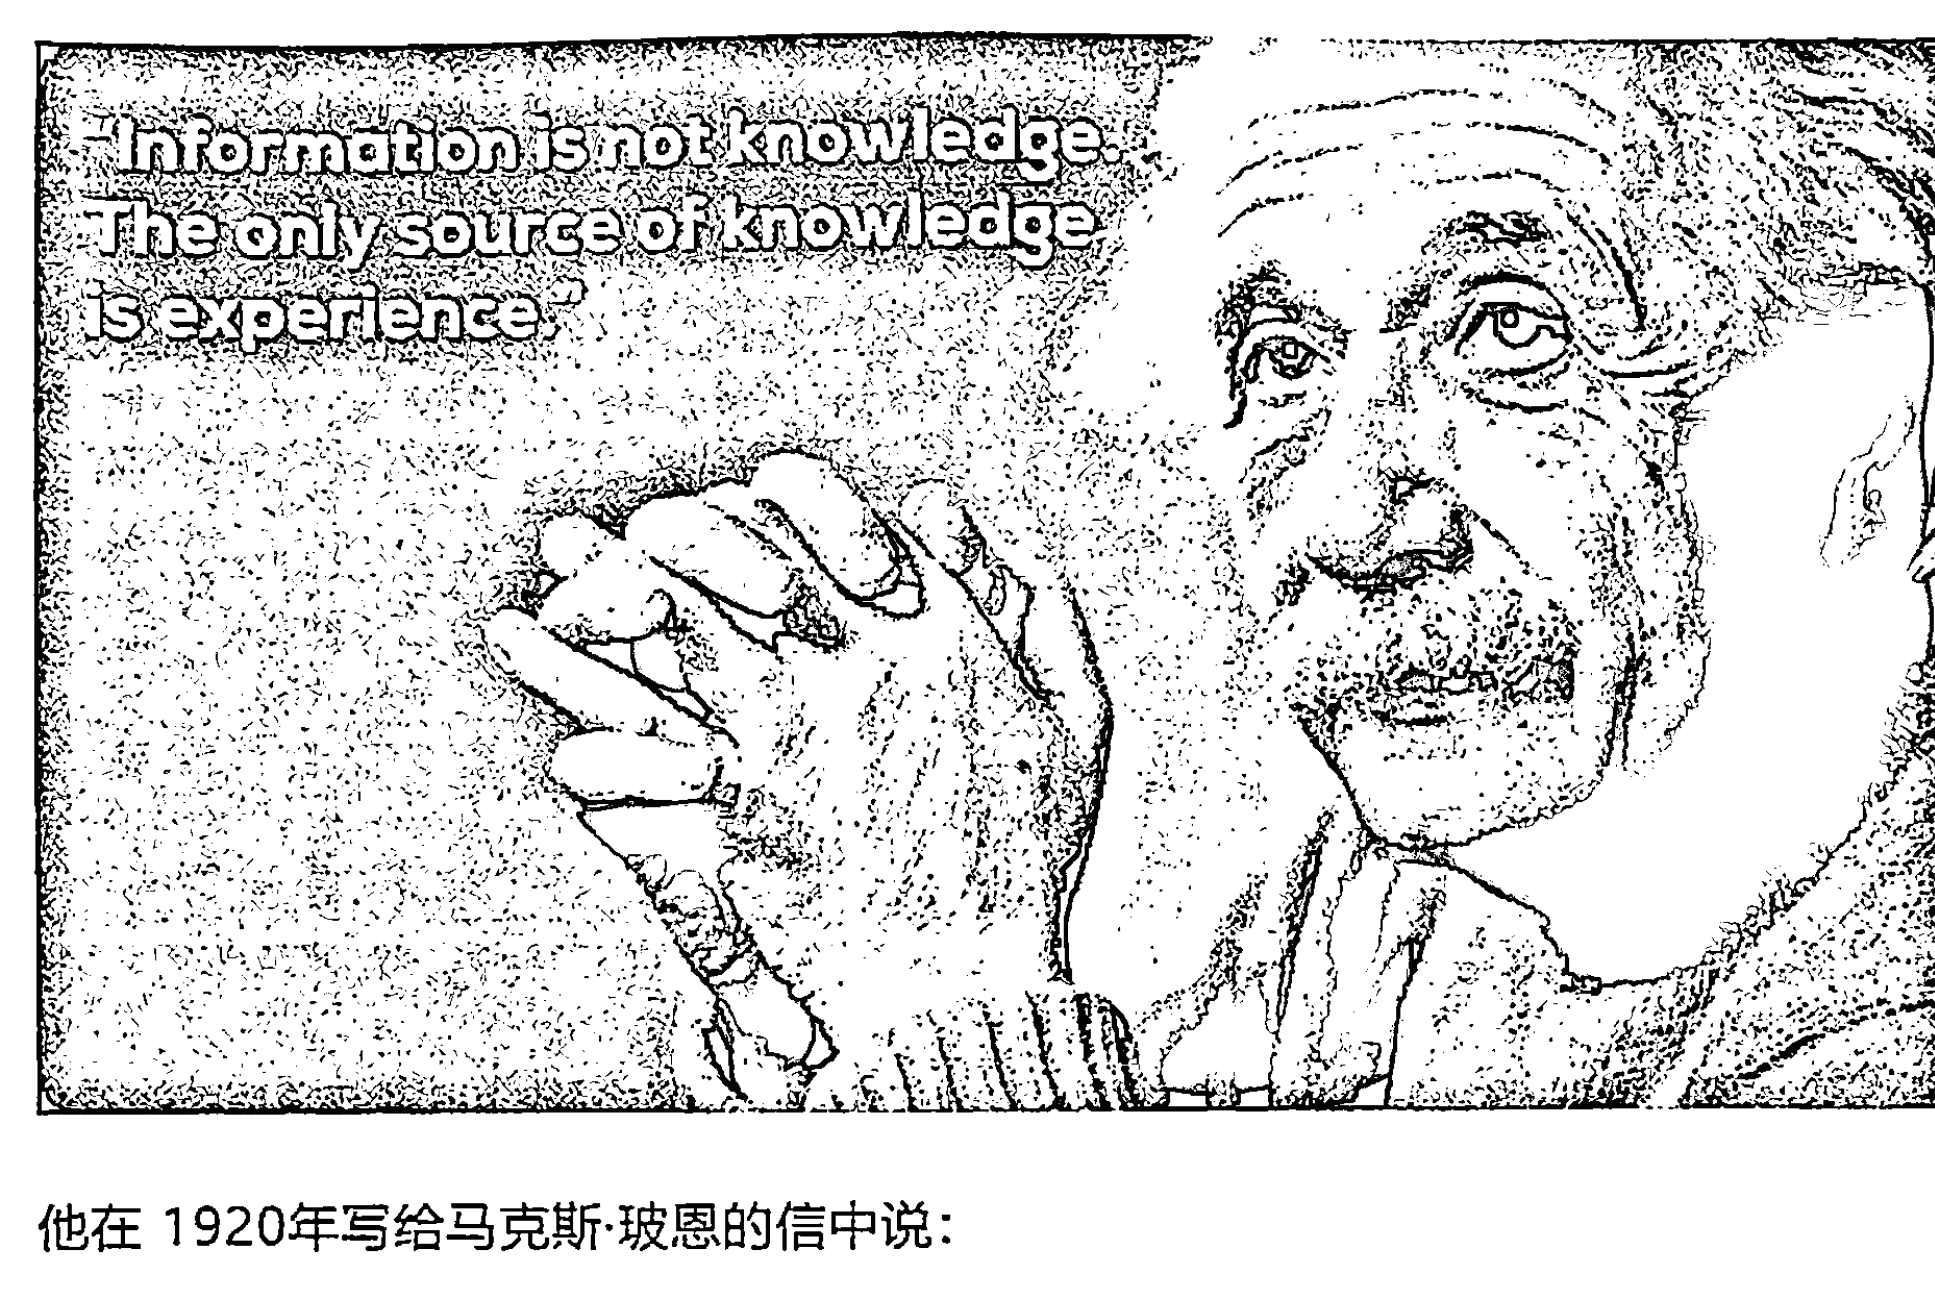 “Information is not knowledge.
The only source of knowledge
is experience.”
他在 1920年写给马克斯·玻恩的信中说：